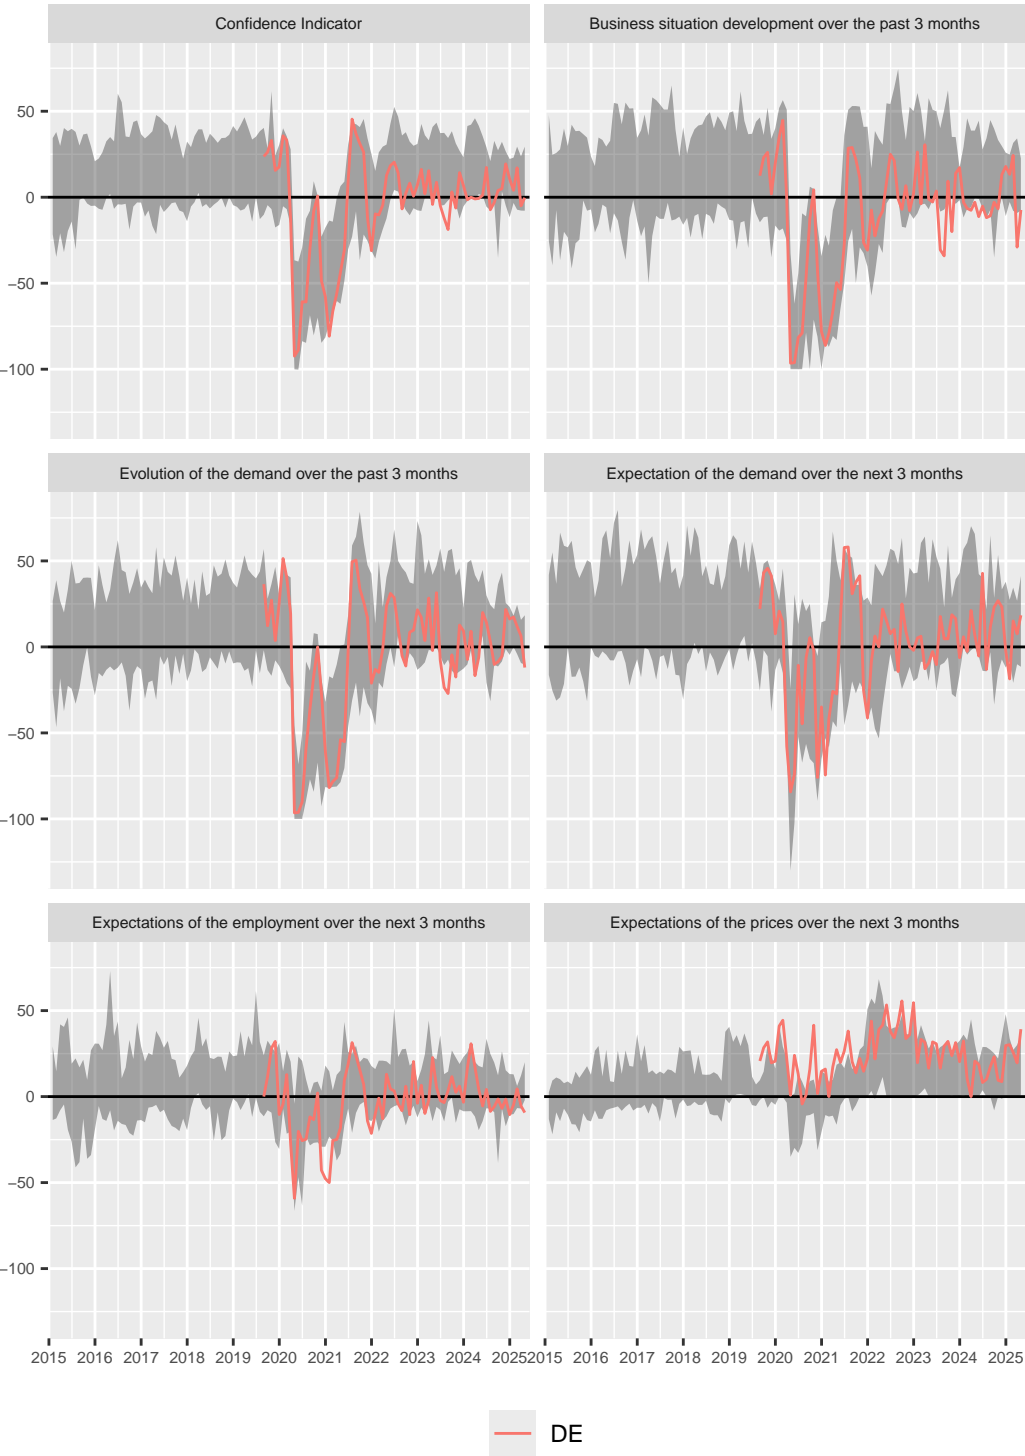 Confidence Indicator
Business situation development over the past 3 months
50
0
−50
−100
Evolution of the demand over the past 3 months
Expectation of the demand over the next 3 months
50
0
−50
−100
Expectations of the employment over the next 3 months
Expectations of the prices over the next 3 months
50
0
−50
−100
2015 2016 2017 2018 2019 2020 2021 2022 2023 2024 2025
2015 2016 2017 2018 2019 2020 2021 2022 2023 2024 2025
DE